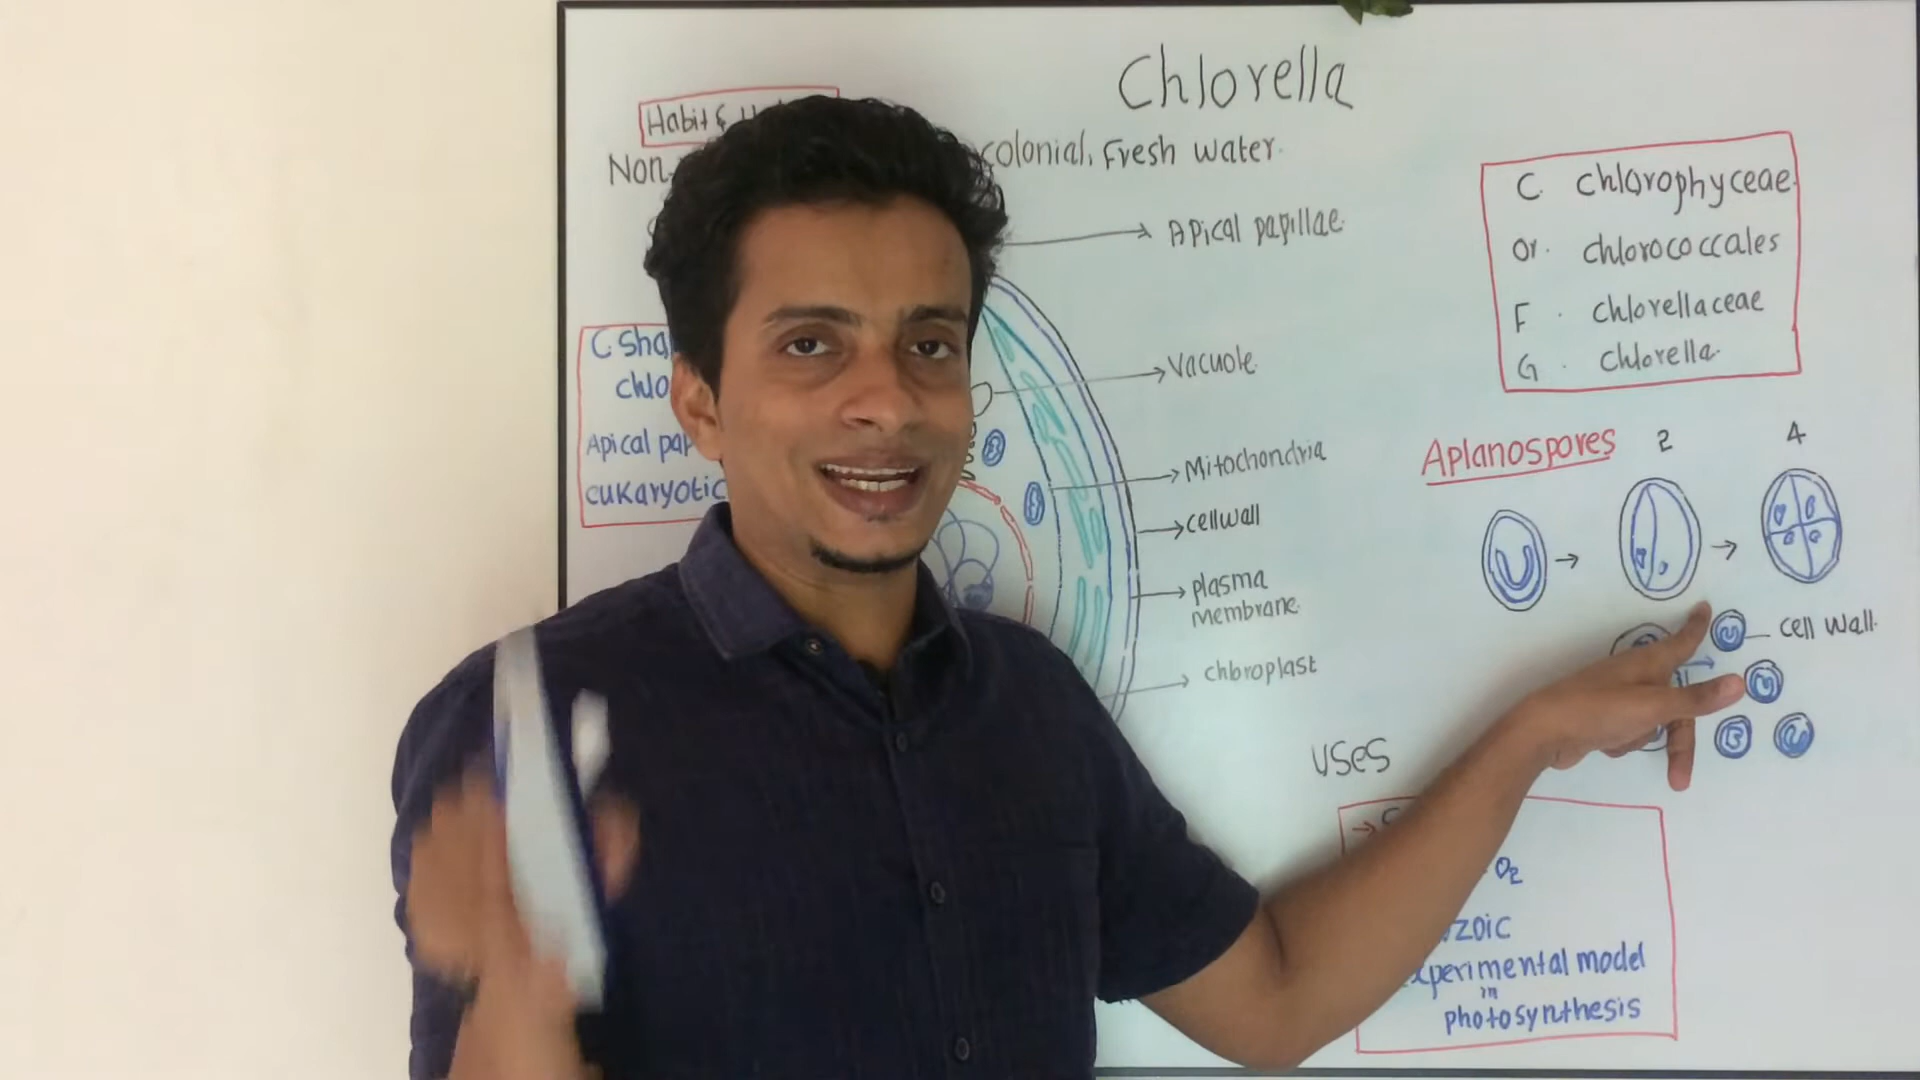 Chlorella
Habit &
Non- colonial, Fresh water.
Apical papillae.
C. Chlorophyceae.
Or. chlorococcales
F. chlorellaceae
G. Chlorella.
C. Sha
chlo
Apical pap
eukaryotic
Vacuole.
Mitochondria
cellwall
plasma
membrane.
chloroplast
Aplanospores 2 4
cell wall.
USES
O2
zoic
experimental model
in
photosynthesis